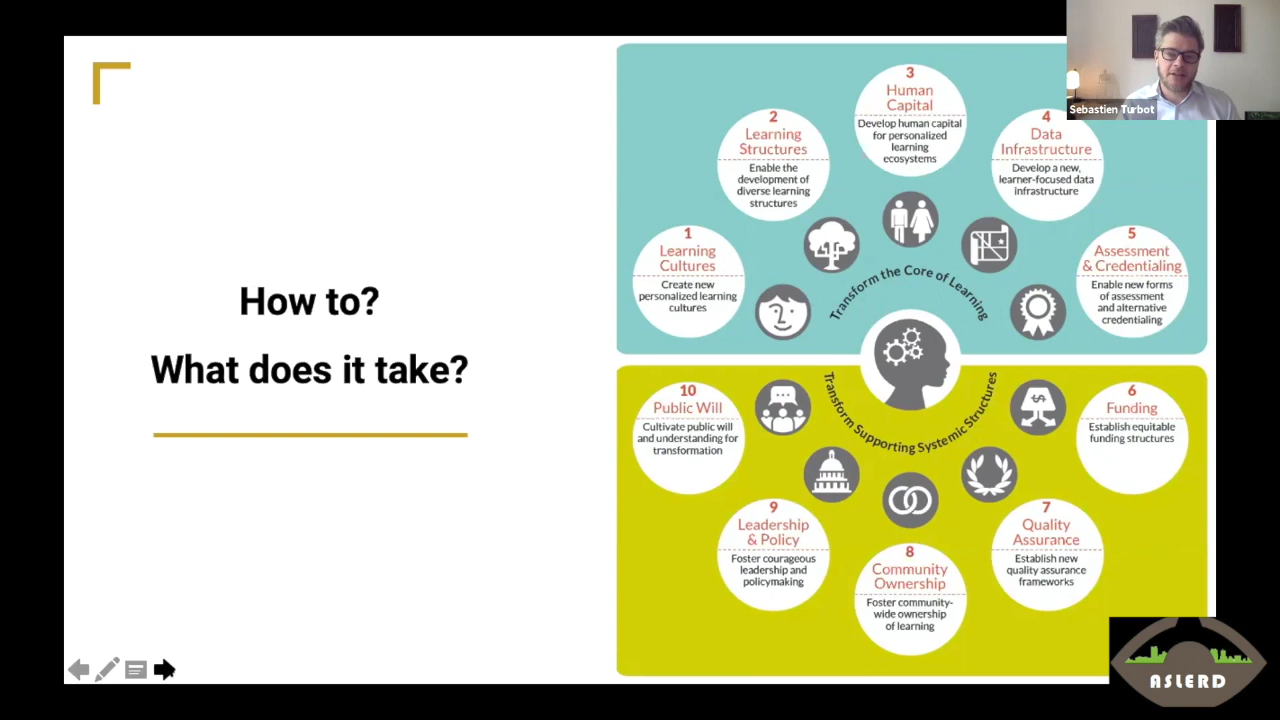 How to?
What does it take?
3
Human
Capital
Develop human capital
for personalized
learning
ecosystems
2
Learning
Structures
Enable the
development of
diverse learning
structures
4
Data
Infrastructure
Develop a new,
learner-focused data
infrastructure
1
Learning
Cultures
Create new
personalized learning
cultures
5
Assessment
& Credentialing
Enable new forms
of assessment
and alternative
credentialing
Transform the Core of Learning
Transform Supporting Systemic Structures
10
Public Will
Cultivate public will
and understanding for
transformation
6
Funding
Establish equitable
funding structures
9
Leadership
& Policy
Foster courageous
leadership and
policymaking
8
Community
Ownership
Foster community-
wide ownership
of learning
7
Quality
Assurance
Establish new
quality assurance
frameworks
$
Sebastien Turbot
ASLERD